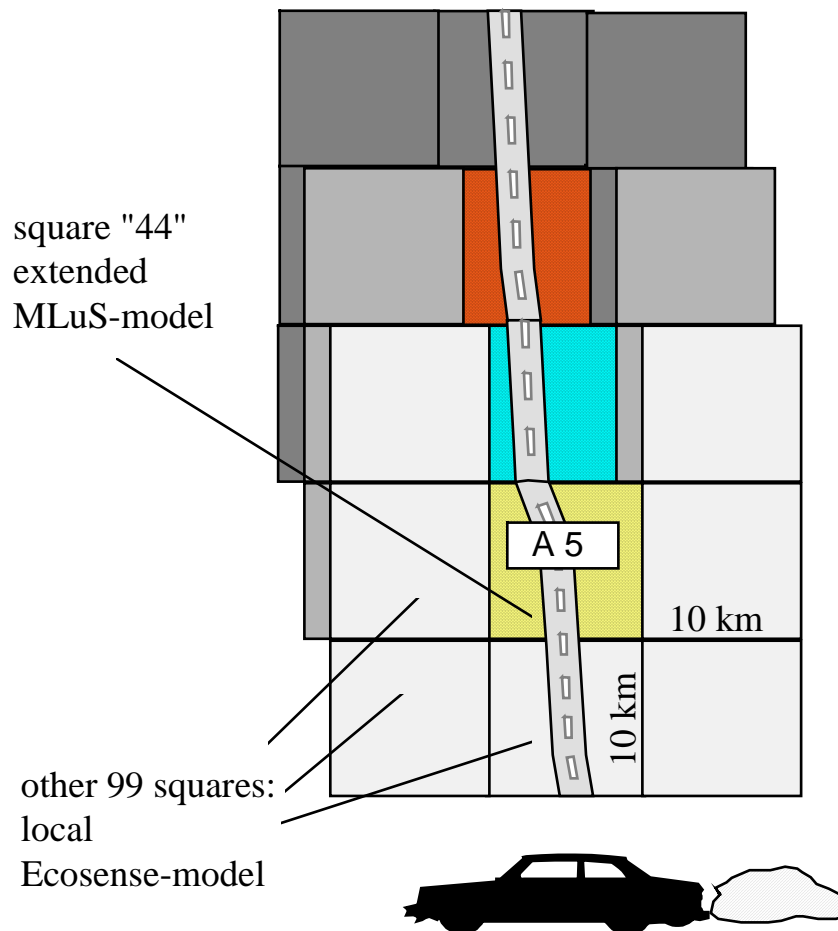 square "44"
extended
MLuS-model
A 5
10 km
10 km
other 99 squares:
local
Ecosense-model